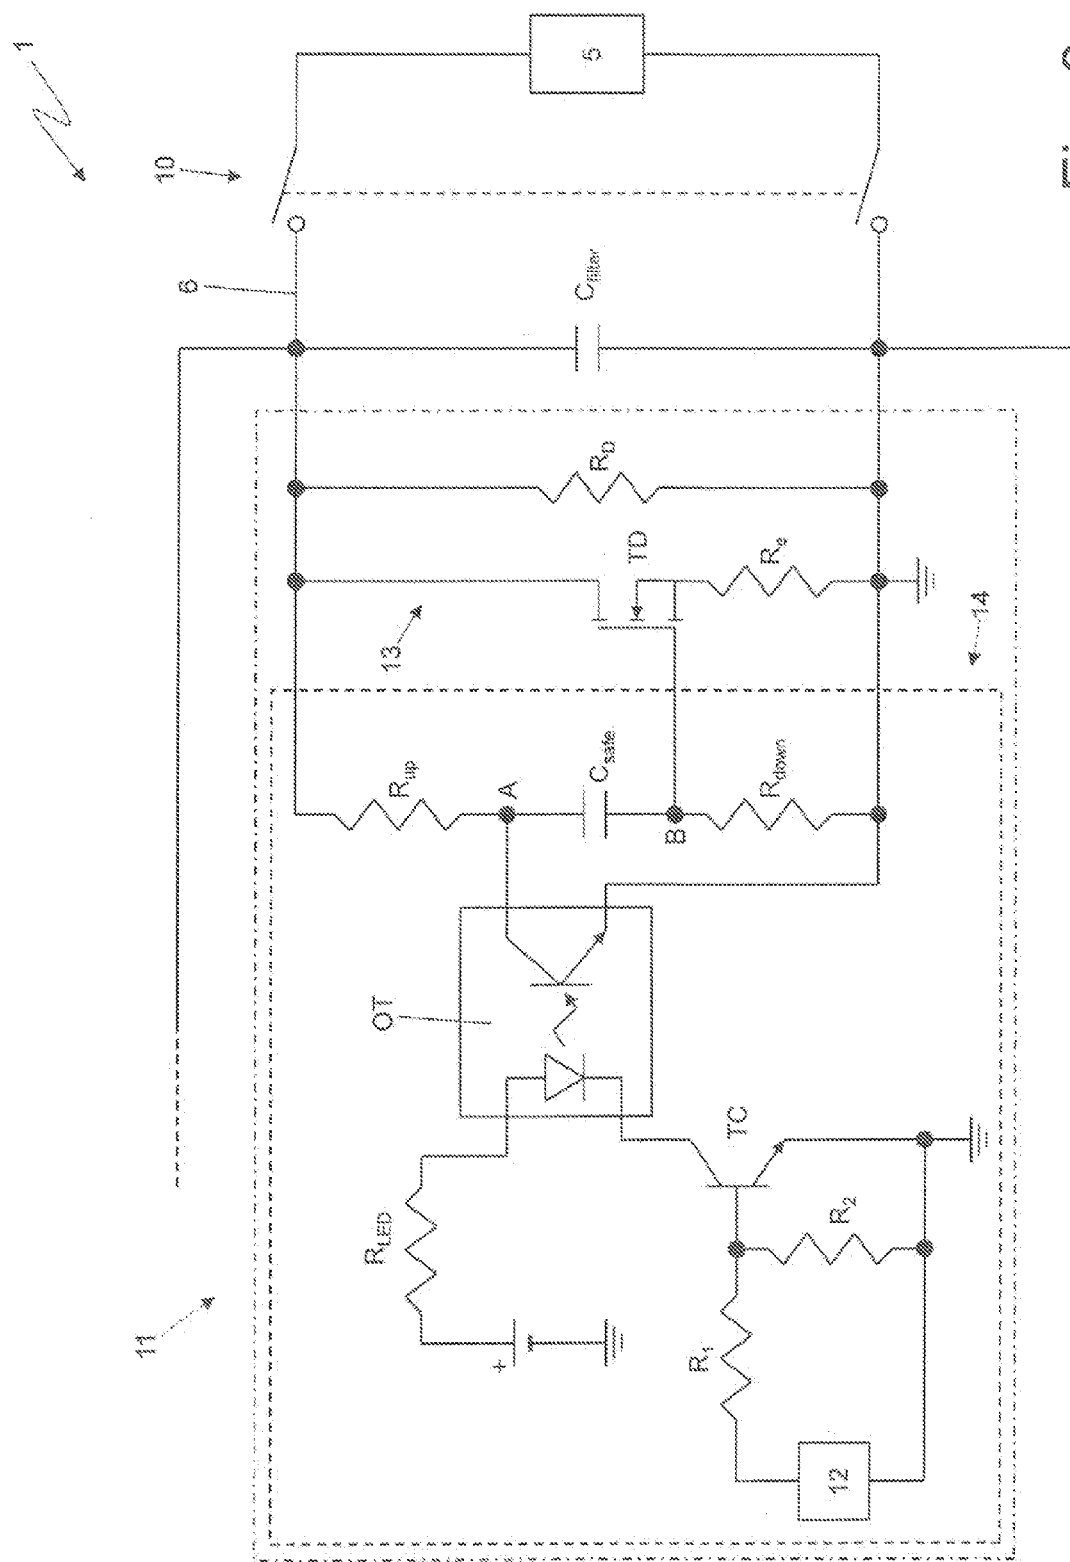 1
5
10
6
C_filter
R_D
TD
R_e
13
14
R_up
A
C_safe
B
R_down
OT
TC
R_LED
R_2
11
+
R_1
12